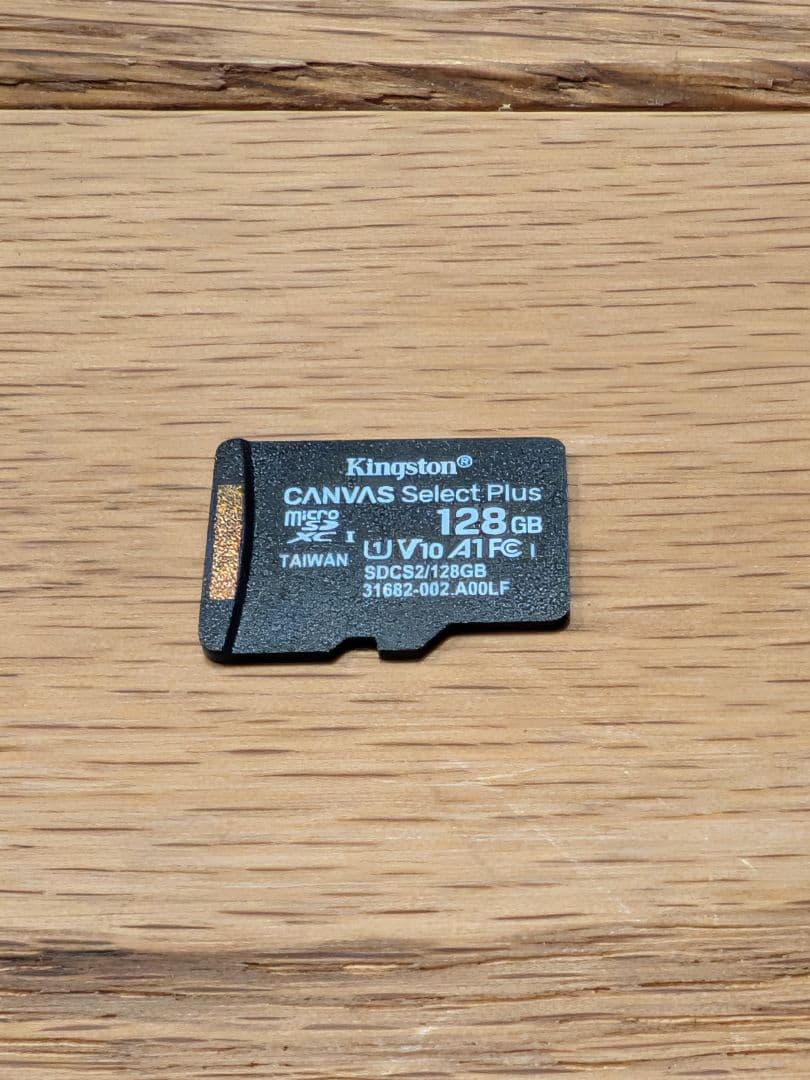 Kingston®
CANVAS Select Plus
micro SD XC I 128 GB
TAIWAN U1 V10 A1 FC I
SDCS2/128GB
31682-002.A00LF